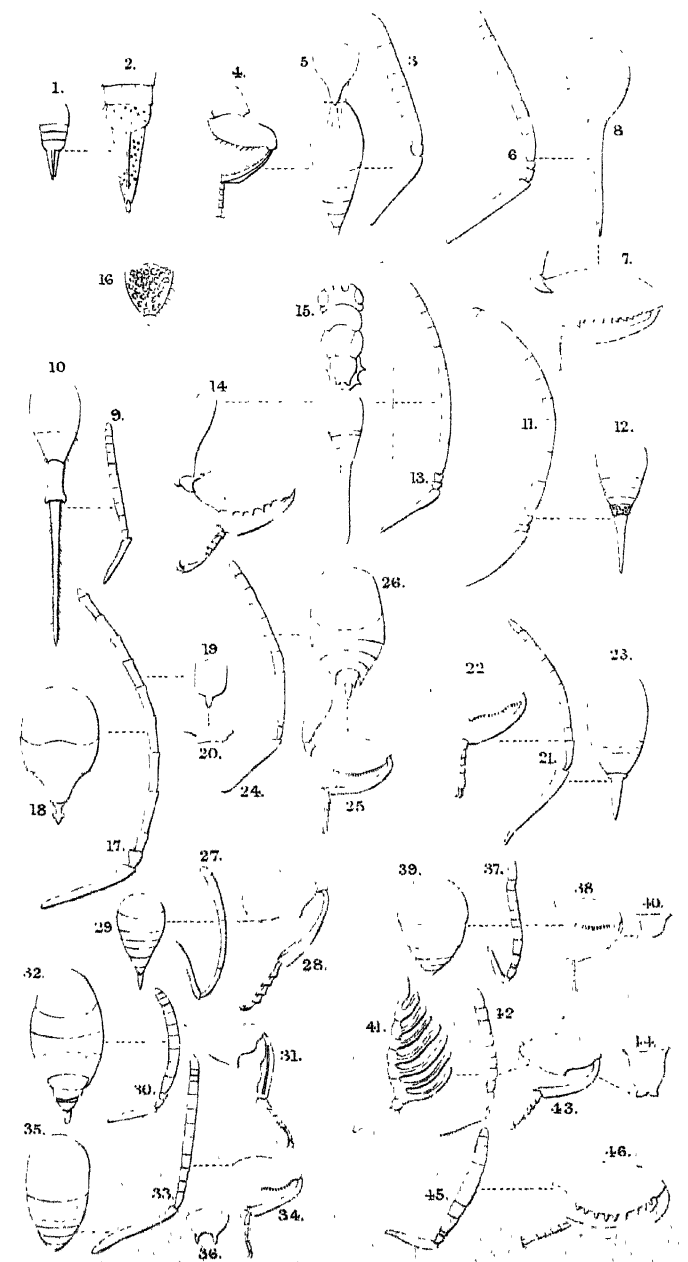 1. 2. 4. 5 3 6 8
16 15. 7.
10 9. 14 13. 11. 12.
26. 19 22 23.
18 17. 20. 24. 25 21.
29 27. 28. 39. 37. 38 40.
32. 30. 31. 41. 42 43. 44.
35. 33. 36. 34. 45. 46.